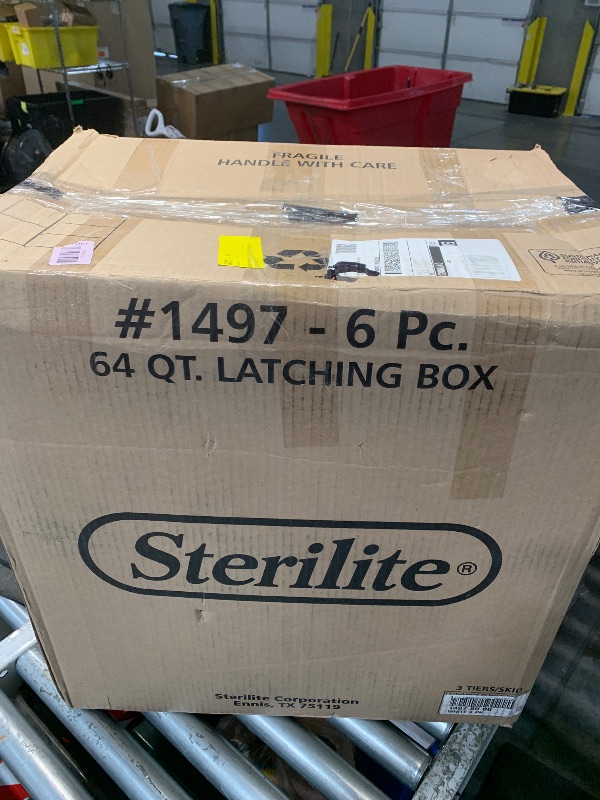 FRAGILE
HANDLE WITH CARE
#1497 - 6 Pc.
64 QT. LATCHING BOX
Sterilite®
Sterilite Corporation
Ennis, TX 75119
3 TIERS/SKID